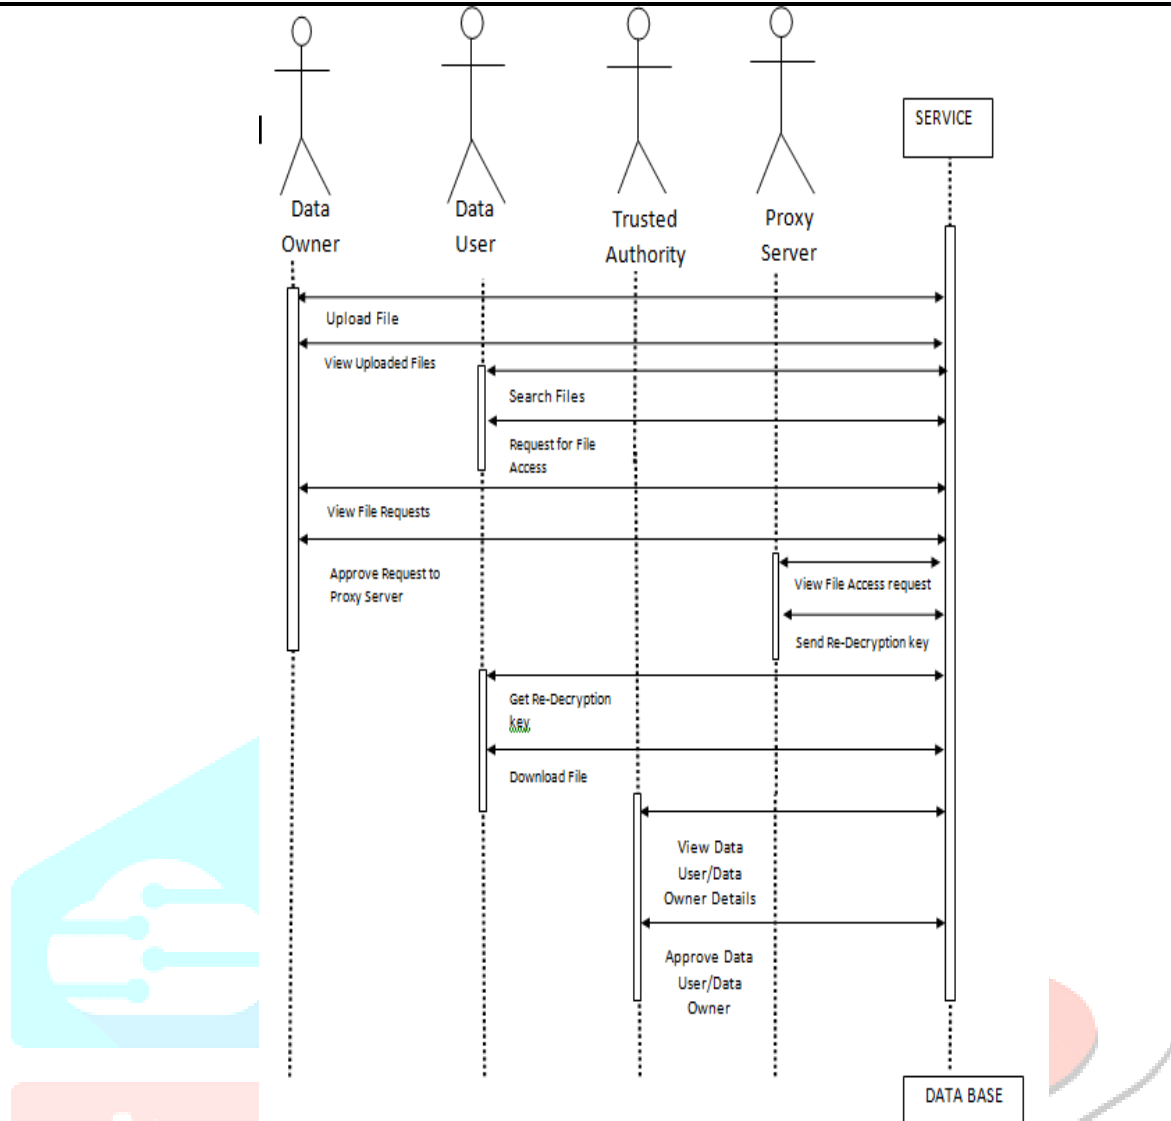 SERVICE
Data
Owner
Data
User
Trusted
Authority
Proxy
Server
Upload File
View Uploaded Files
Search Files
Request for File
Access
View File Requests
Approve Request to
Proxy Server
View File Access request
Send Re-Decryption key
Get Re-Decryption
key
Download File
View Data
User/Data
Owner Details
Approve Data
User/Data
Owner
DATA BASE